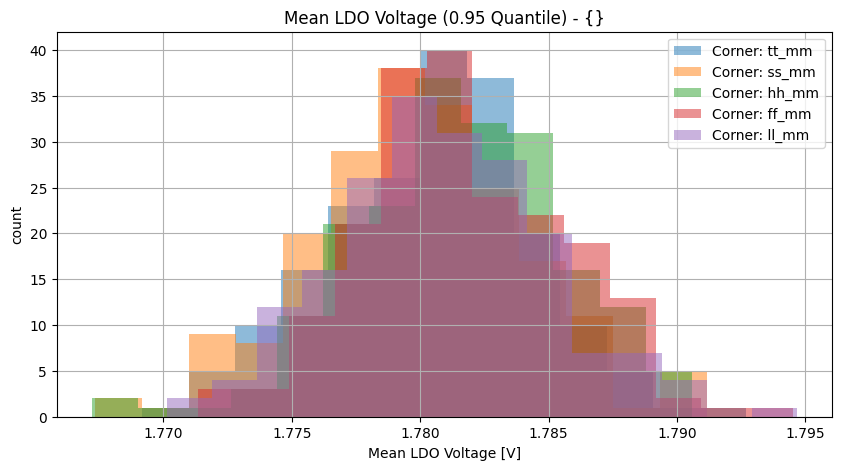 Mean LDO Voltage (0.95 Quantile) - {}
40
35
30
25
20
15
10
5
0
count
Corner: tt_mm
Corner: ss_mm
Corner: hh_mm
Corner: ff_mm
Corner: ll_mm
1.770
1.775
1.780
1.785
1.790
1.795
Mean LDO Voltage [V]